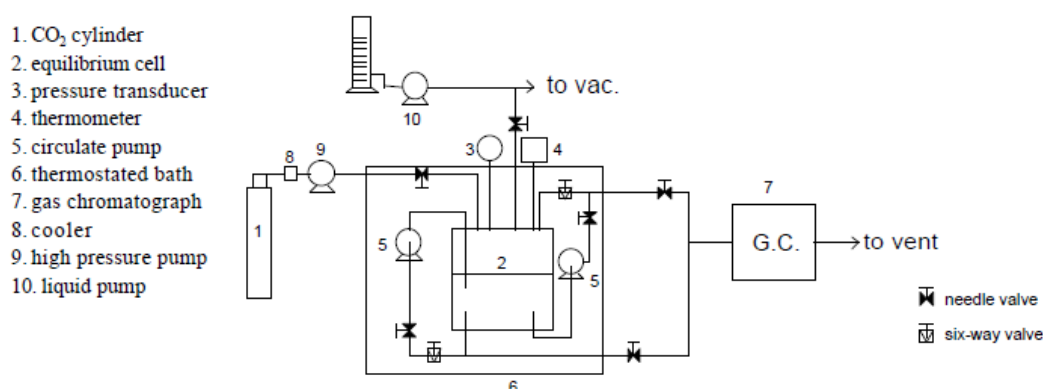 1. CO₂ cylinder
2. equilibrium cell
3. pressure transducer
4. thermometer
5. circulate pump
6. thermostated bath
7. gas chromatograph
8. cooler
9. high pressure pump
10. liquid pump
to vac.
10
8
9
3
4
7
1
5
2
5
G.C.
to vent
needle valve
six-way valve
6